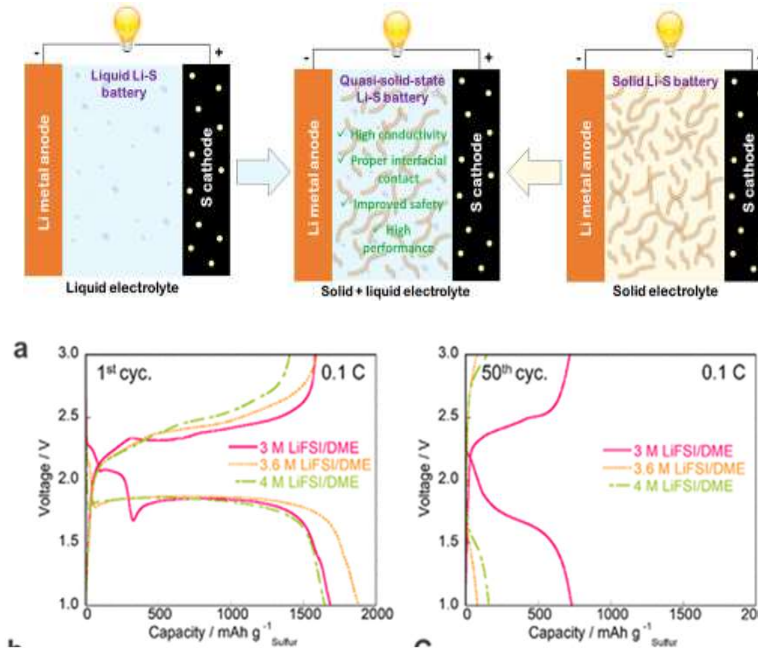 - +
- +
-
Liquid Li-S
battery
Li metal anode
S cathode
Liquid electrolyte
Quasi-solid-state
Li-S battery
✓ High conductivity
✓ Proper interfacial
contact
✓ Improved safety
✓ High
performance
Li metal anode
S cathode
Solid + liquid electrolyte
Solid Li-S battery
Li metal anode
S cathode
Solid electrolyte
a
1st cyc. 0.1 C
3.0
2.5
2.0
1.5
1.0
Voltage / V
3 M LiFSI/DME
3.6 M LiFSI/DME
4 M LiFSI/DME
0 500 1000 1500 2000
Capacity / mAh g-1 Sulfur
50th cyc. 0.1 C
3.0
2.5
2.0
1.5
1.0
Voltage / V
3 M LiFSI/DME
3.6 M LiFSI/DME
4 M LiFSI/DME
0 500 1000 1500 200
Capacity / mAh g-1 Sulfur